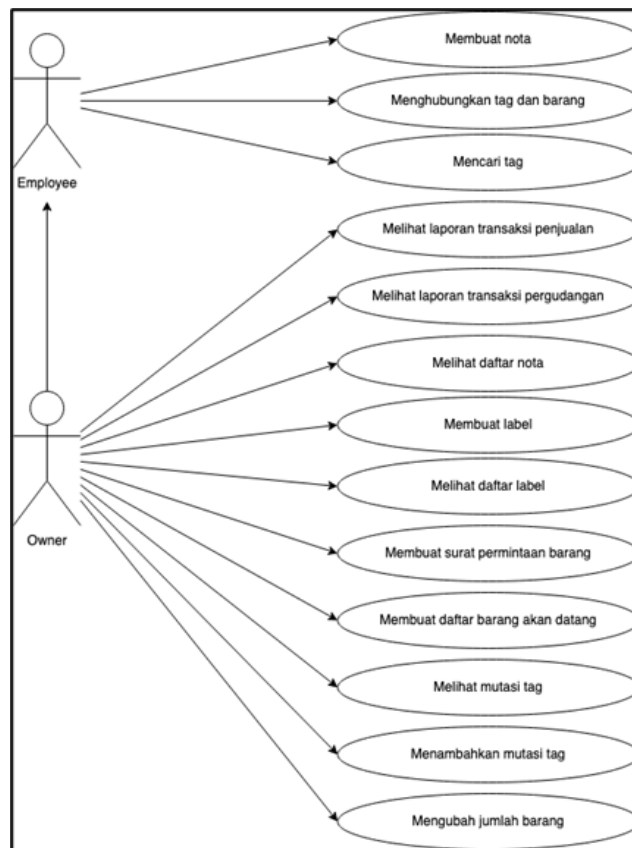 Membuat nota
Menghubungkan tag dan barang
Mencari tag
Employee
Melihat laporan transaksi penjualan
Melihat laporan transaksi pergudangan
Melihat daftar nota
Membuat label
Melihat daftar label
Owner
Membuat surat permintaan barang
Membuat daftar barang akan datang
Melihat mutasi tag
Menambahkan mutasi tag
Mengubah jumlah barang